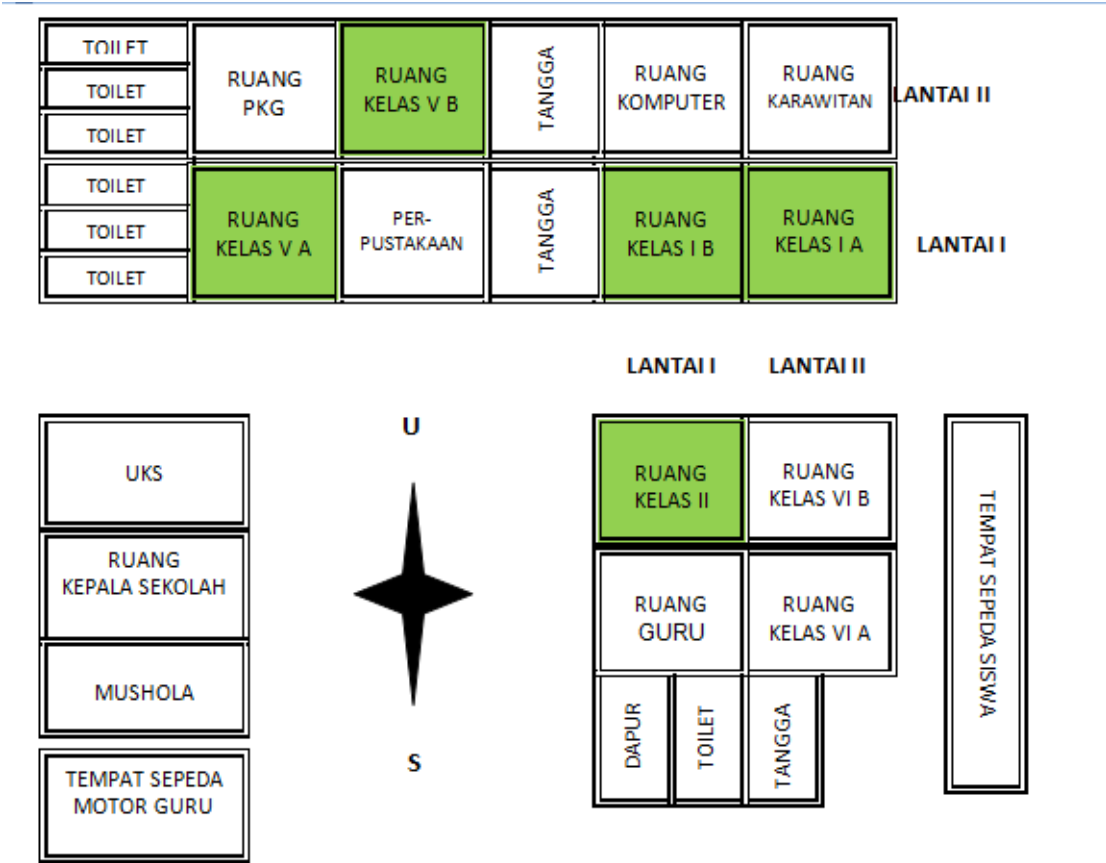 TOILET
TOILET
TOILET
RUANG
PKG
RUANG
KELAS V B
TANGGA
RUANG
KOMPUTER
RUANG
KARAWITAN
LANTAI II
TOILET
TOILET
TOILET
RUANG
KELAS V A
PER-
PUSTAKAAN
TANGGA
RUANG
KELAS I B
RUANG
KELAS I A
LANTAI I
LANTAI I
LANTAI II
UKS
RUANG
KEPALA SEKOLAH
MUSHOLA
TEMPAT SEPEDA
MOTOR GURU
U
S
RUANG
KELAS II
RUANG
KELAS VI B
RUANG
GURU
RUANG
KELAS VI A
DAPUR
TOILET
TANGGA
TEMPAT SEPEDA SISWA